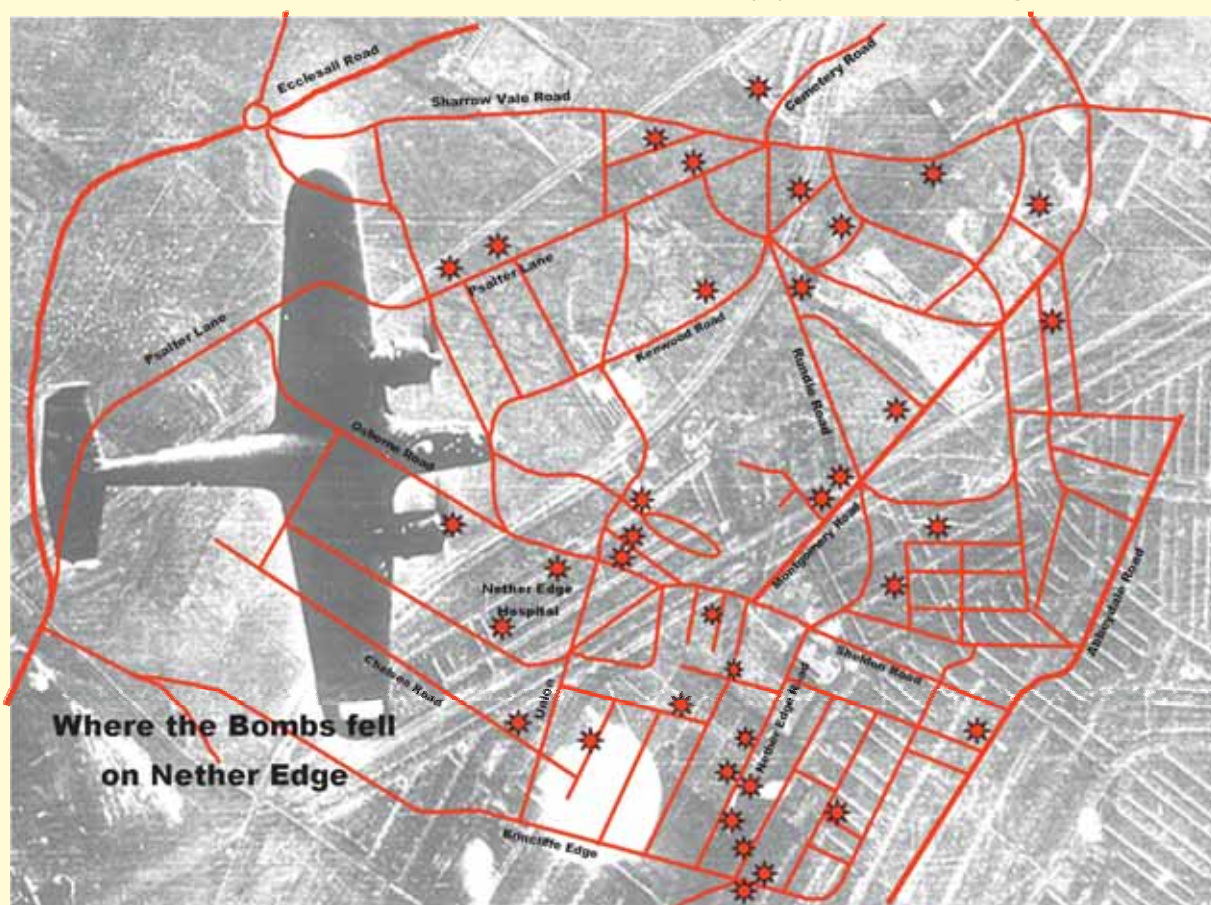 Ecclesall Road
Sharrow Vale Road
Cemetery Road
Psalter Lane
Psalter Lane
Kenwood Road
Rundle Road
Osborne Road
Montgomery Road
Nether Edge
Hospital
Abbeydale Road
Chelsea Road
Union
Sheldon Road
Nether Edge Road
Where the Bombs fell
on Nether Edge
Edge